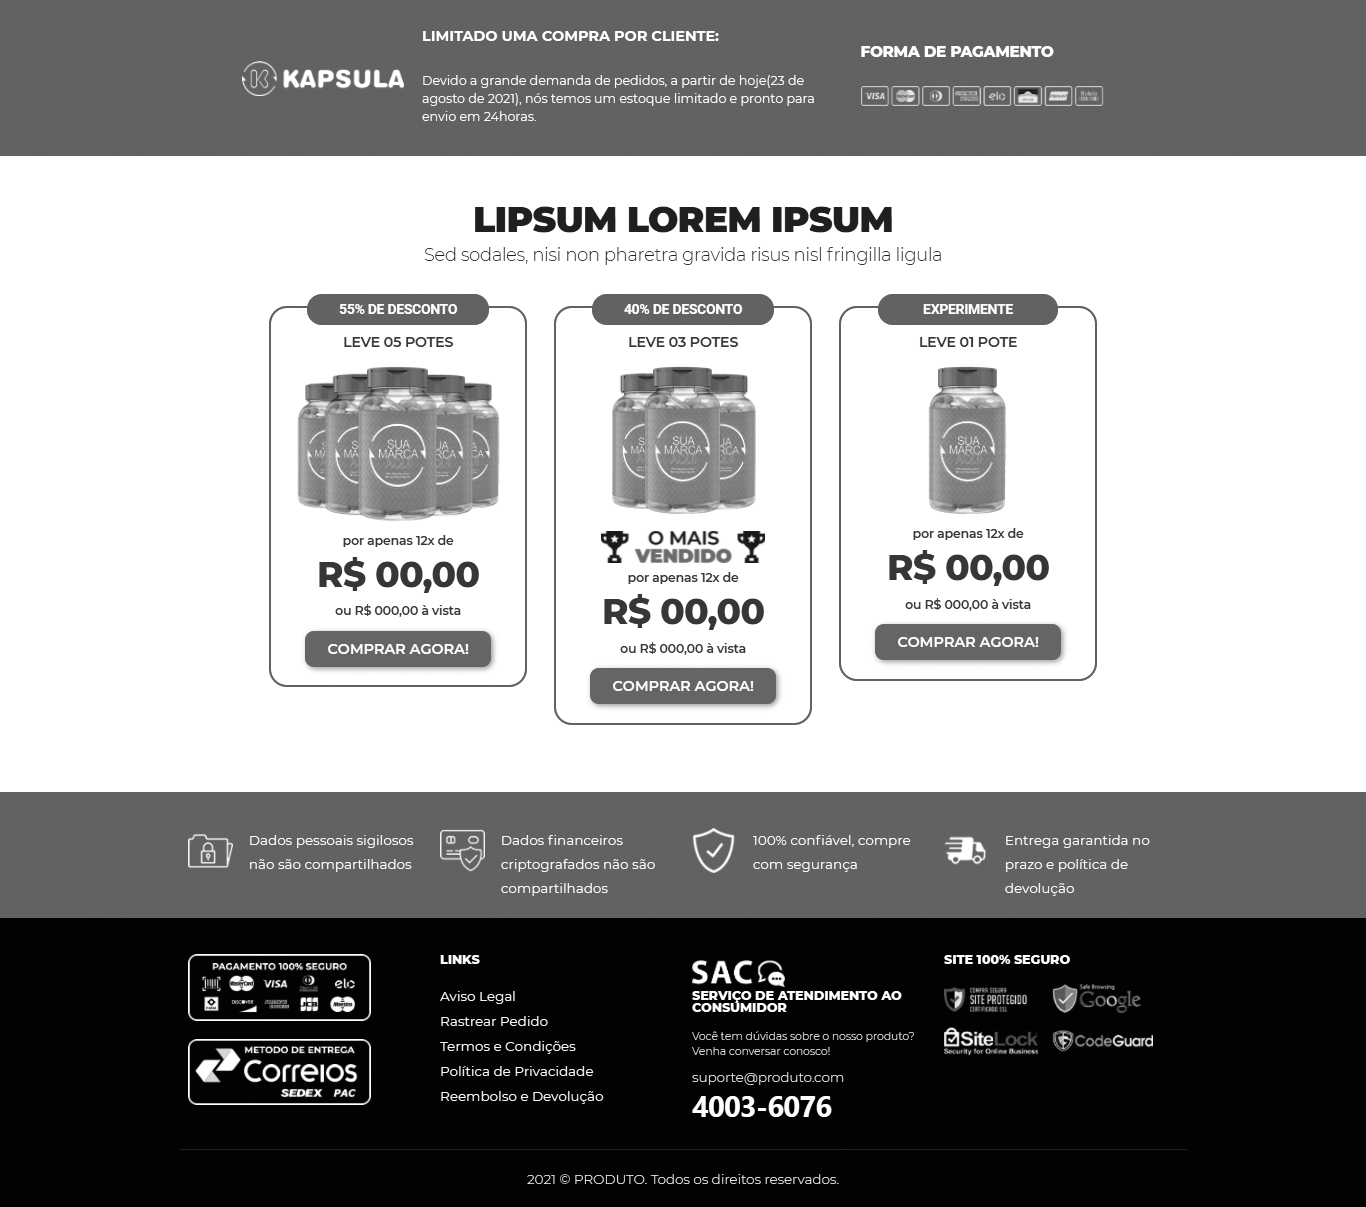 KAPSULA
LIMITADO UMA COMPRA POR CLIENTE:
Devido a grande demanda de pedidos, a partir de hoje(23 de
agosto de 2021), nós temos um estoque limitado e pronto para
envio em 24horas.
FORMA DE PAGAMENTO
VISA
elo
LIPSUM LOREM IPSUM
Sed sodales, nisi non pharetra gravida risus nisl fringilla ligula
55% DE DESCONTO
LEVE 05 POTES
SUA
MARCA
por apenas 12x de
R$ 00,00
ou R$ 000,00 à vista
COMPRAR AGORA!
40% DE DESCONTO
LEVE 03 POTES
SUA
MARCA
O MAIS
VENDIDO
por apenas 12x de
R$ 00,00
ou R$ 000,00 à vista
COMPRAR AGORA!
EXPERIMENTE
LEVE 01 POTE
SUA
MARCA
por apenas 12x de
R$ 00,00
ou R$ 000,00 à vista
COMPRAR AGORA!
Dados pessoais sigilosos
não são compartilhados
Dados financeiros
criptografados não são
compartilhados
100% confiável, compre
com segurança
Entrega garantida no
prazo e política de
devolução
PAGAMENTO 100% SEGURO
MasterCard VISA elo
DISCOVER JCB Maestro
METODO DE ENTREGA
Correios
SEDEX PAC
LINKS
Aviso Legal
Rastrear Pedido
Termos e Condições
Política de Privacidade
Reembolso e Devolução
SAC
SERVIÇO DE ATENDIMENTO AO
CONSUMIDOR
Você tem dúvidas sobre o nosso produto?
Venha conversar conosco!
suporte@produto.com
4003-6076
SITE 100% SEGURO
COMPRA SEGURA
SITE PROTEGIDO
CERTIFICADO SSL
Safe Browsing
Google
SiteLock
Security for Online Business
CodeGuard
2021 © PRODUTO. Todos os direitos reservados.